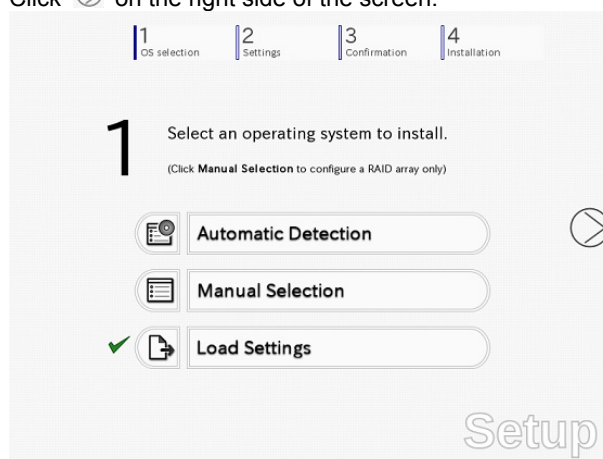 Click on the right side of the screen.
1 2 3 4
OS selection Settings Confirmation Installation
1 Select an operating system to install.
(Click Manual Selection to configure a RAID array only)
Automatic Detection
Manual Selection
Load Settings
Setup